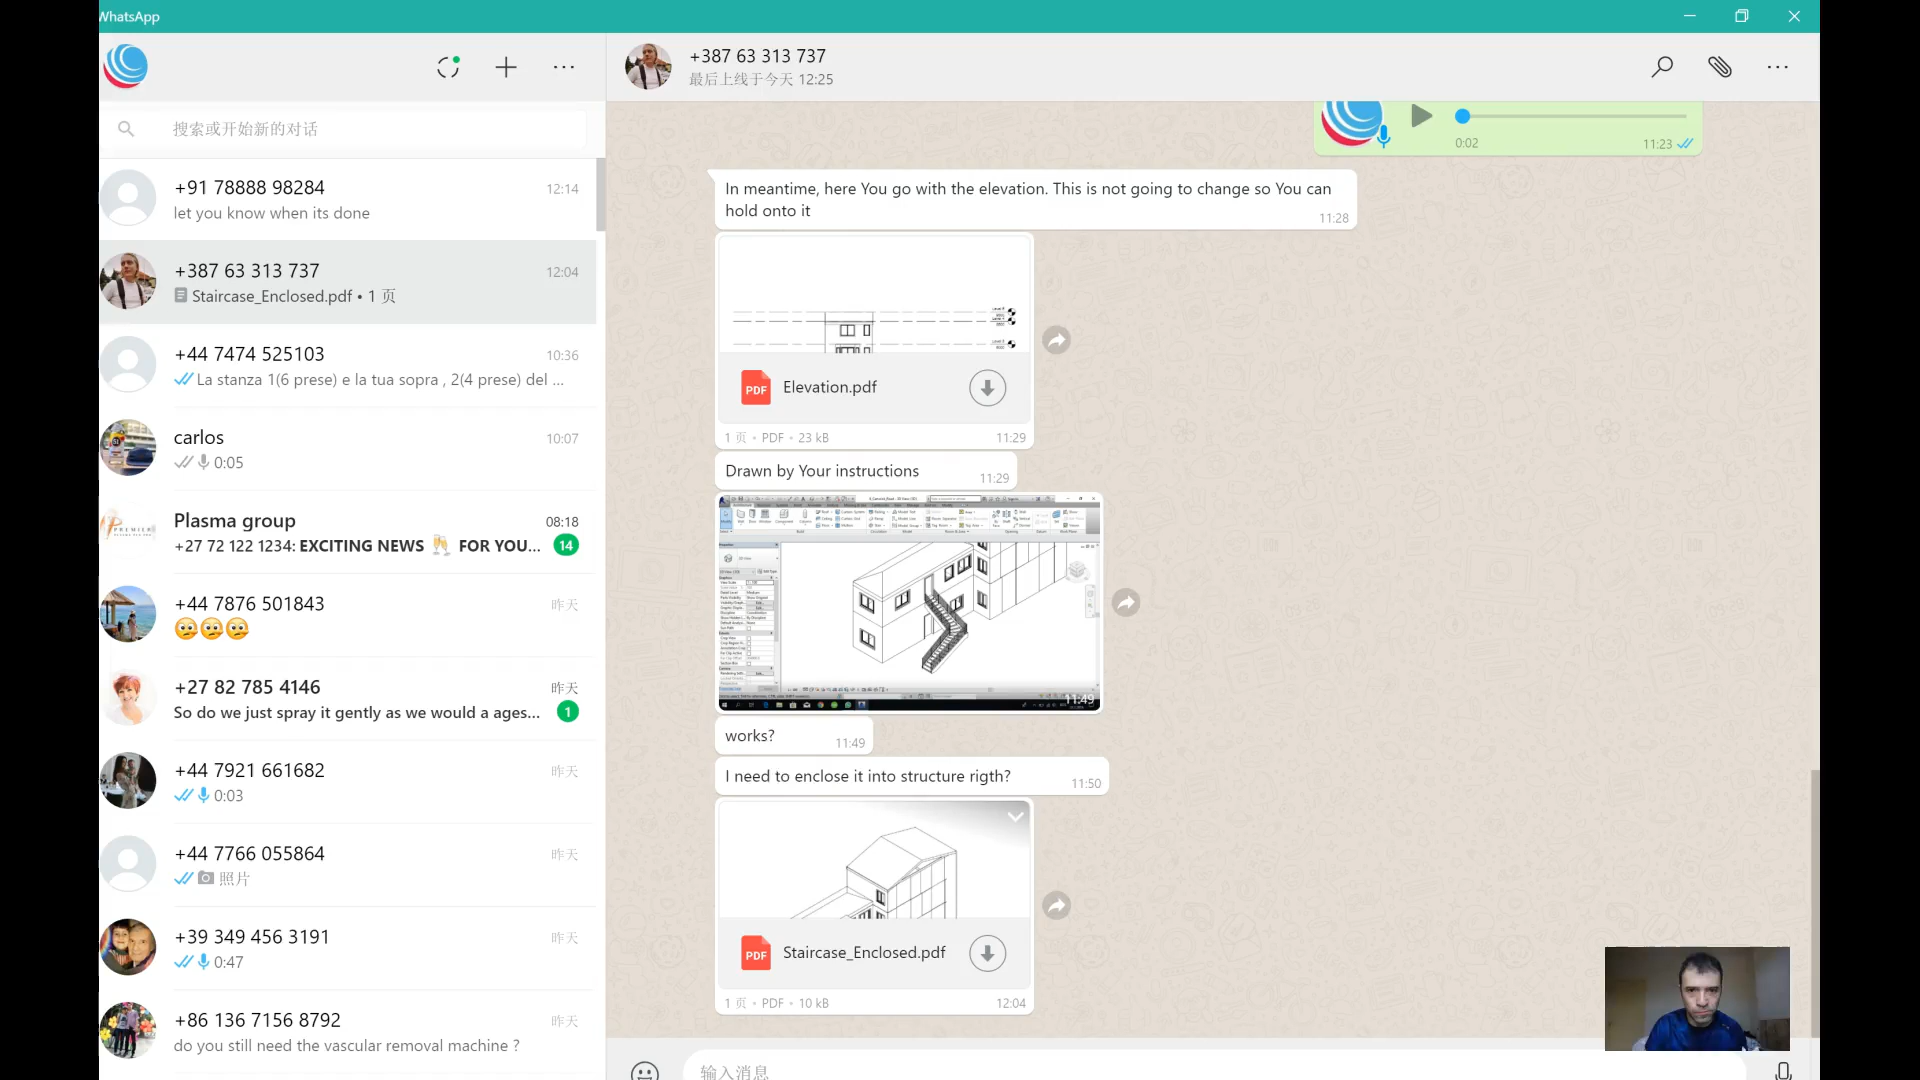 WhatsApp
搜索或开始新的对话
+91 78888 98284
12:14
let you know when its done
+387 63 313 737
12:04
Staircase_Enclosed.pdf • 1 页
+44 7474 525103
10:36
La stanza 1(6 prese) e la tua sopra , 2(4 prese) del ...
carlos
10:07
0:05
PREMIER
Plasma group
08:18
+27 72 122 1234: EXCITING NEWS 🥂 FOR YOU...
14
+44 7876 501843
昨天
+27 82 785 4146
昨天
So do we just spray it gently as we would a ages...
1
+44 7921 661682
昨天
0:03
+44 7766 055864
昨天
照片
+39 349 456 3191
昨天
0:47
+86 136 7156 8792
昨天
do you still need the vascular removal machine ?
+387 63 313 737
最后上线于今天 12:25
0:02
11:23
In meantime, here You go with the elevation. This is not going to change so You can
hold onto it
11:28
PDF
Elevation.pdf
1 页 • PDF • 23 kB
11:29
Drawn by Your instructions
11:29
11:49
works?
11:49
I need to enclose it into structure rigth?
11:50
PDF
Staircase_Enclosed.pdf
1 页 • PDF • 10 kB
12:04
输入消息